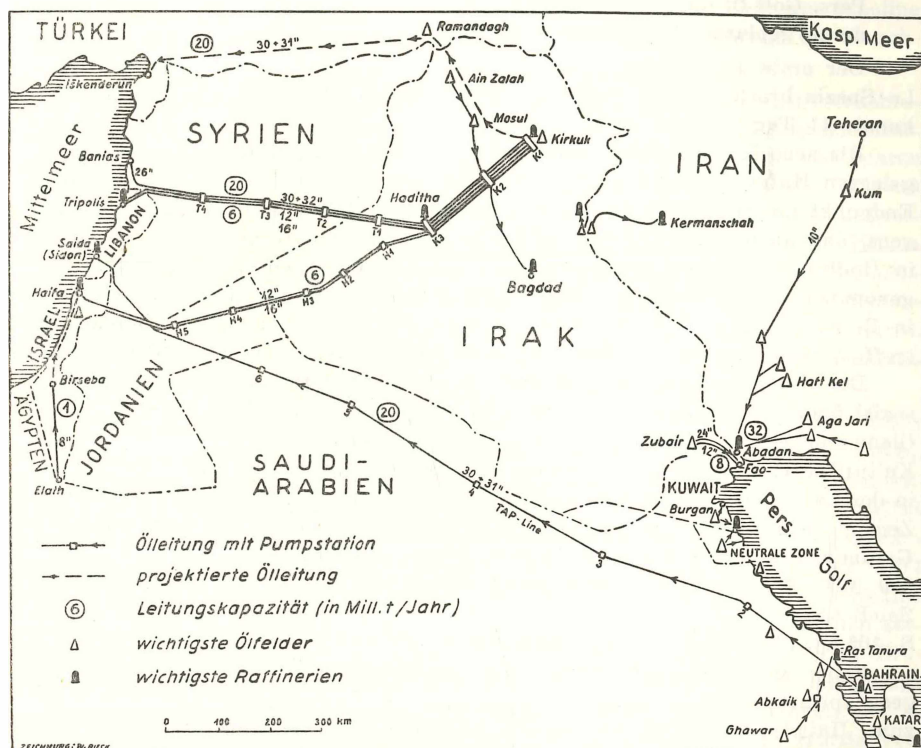 TÜRKEI
Ramandagh
Kasp. Meer
20
30+31"
Iskenderun
Ain Zalah
Mosul
Teheran
SYRIEN
Kirkuk
K1
IRAN
Mittelmeer
Banias
26"
20
K2
Haditha
Kum
Tripolis
30+32"
T4
6
T3
12"
16"
T2
T1
K3
Kermanschah
LIBANON
Saida
(Sidon)
H1
10"
6
H2
Bagdad
Haifa
12"
16"
H3
H4
H5
IRAK
ISRAEL
Birseba
6
Haft Kel
ÄGYPTEN
1
8"
JORDANIEN
5
20
Aga Jari
32
Zubair
24"
12"
Abadan
8
Fao
Elath
SAUDI-
ARABIEN
30+31"
4
KUWAIT
Burgan
Pers. Golf
TAP-Line
Ölleitung mit Pumpstation
NEUTRALE ZONE
3
projektierte Ölleitung
6 Leitungskapazität (in Mill. t/Jahr)
2
wichtigste Ölfelder
Ras Tanura
wichtigste Raffinerien
BAHRAIN
Abkaik
1
KATAR
0 100 200 300 km
Ghawar
ZEICHNUNG: W. RIECK